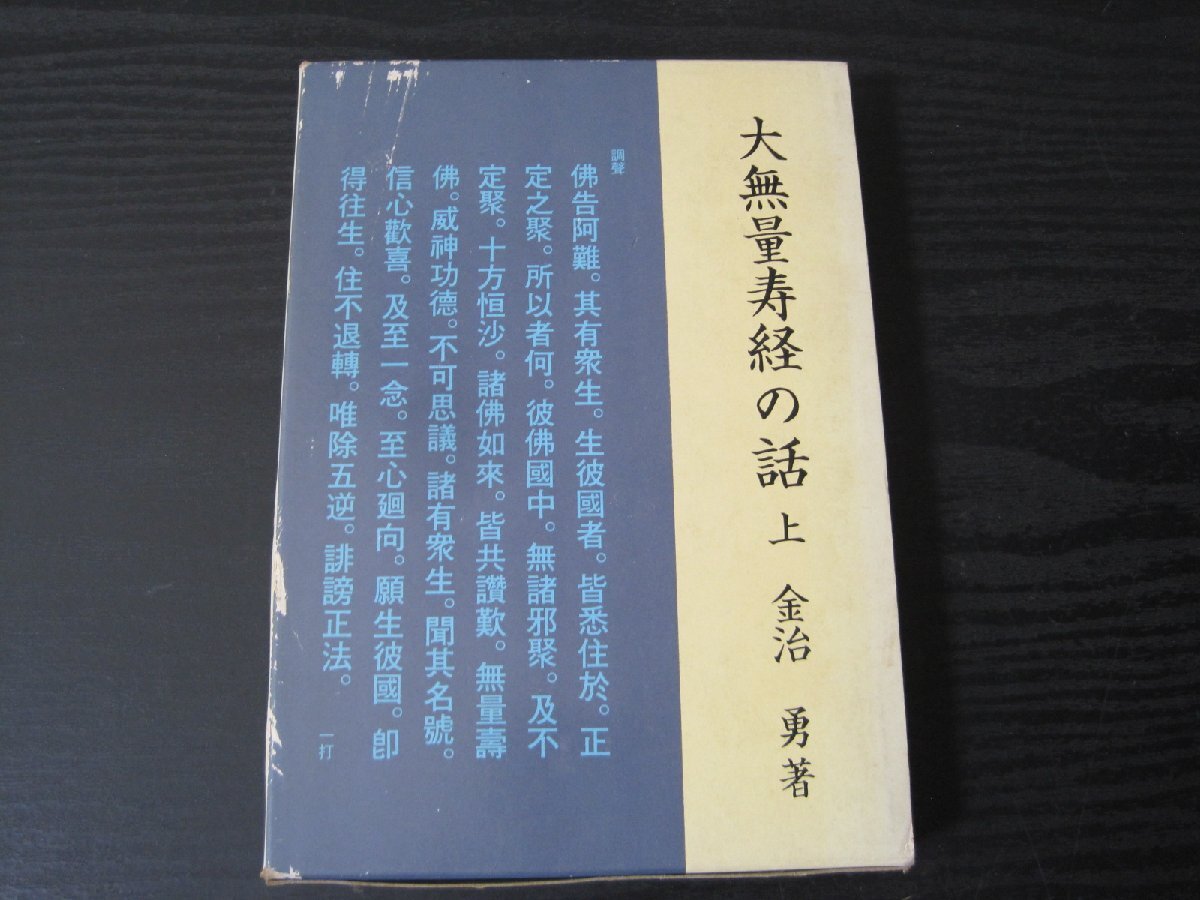 大無量寿経の話 上 金治 勇著
調聲
佛告阿難。其有衆生。生彼國者。皆悉住於。正
定之聚。所以者何。彼佛國中。無諸邪聚。及不
定聚。十方恒沙。諸佛如來。皆共讚歎。無量壽
佛。威神功德。不可思議。諸有衆生。聞其名號。
信心歡喜。及至一念。至心廻向。願生彼國。卽
得往生。住不退轉。唯除五逆。誹謗正法。
一打